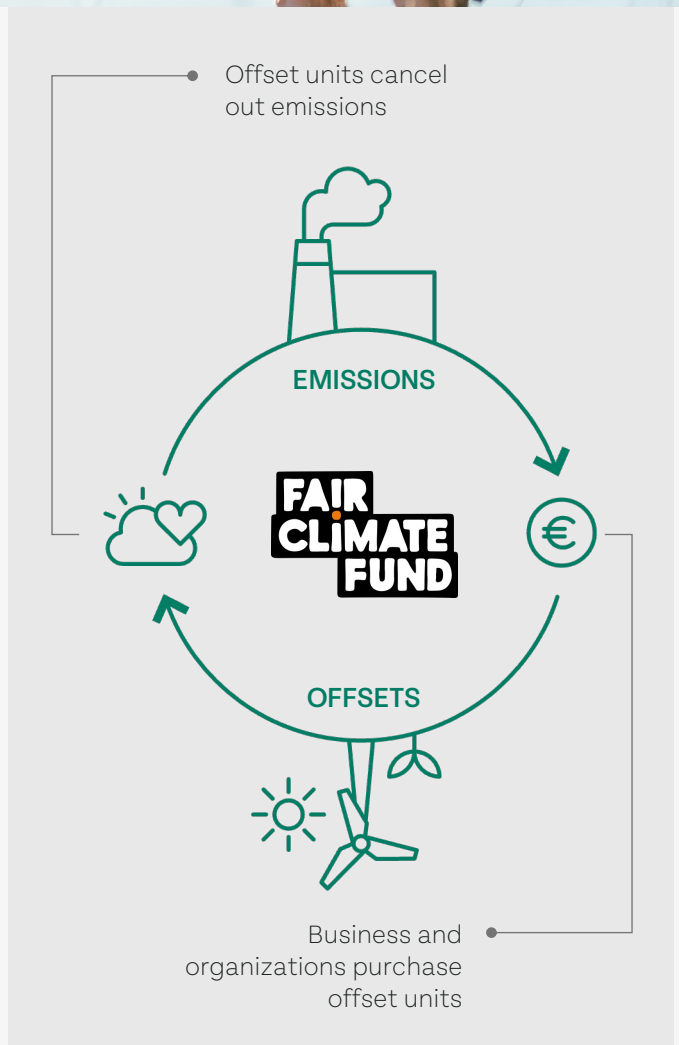 Offset units cancel
out emissions
EMISSIONS
FAIR
CLiMATE
FUND
€
OFFSETS
Business and
organizations purchase
offset units